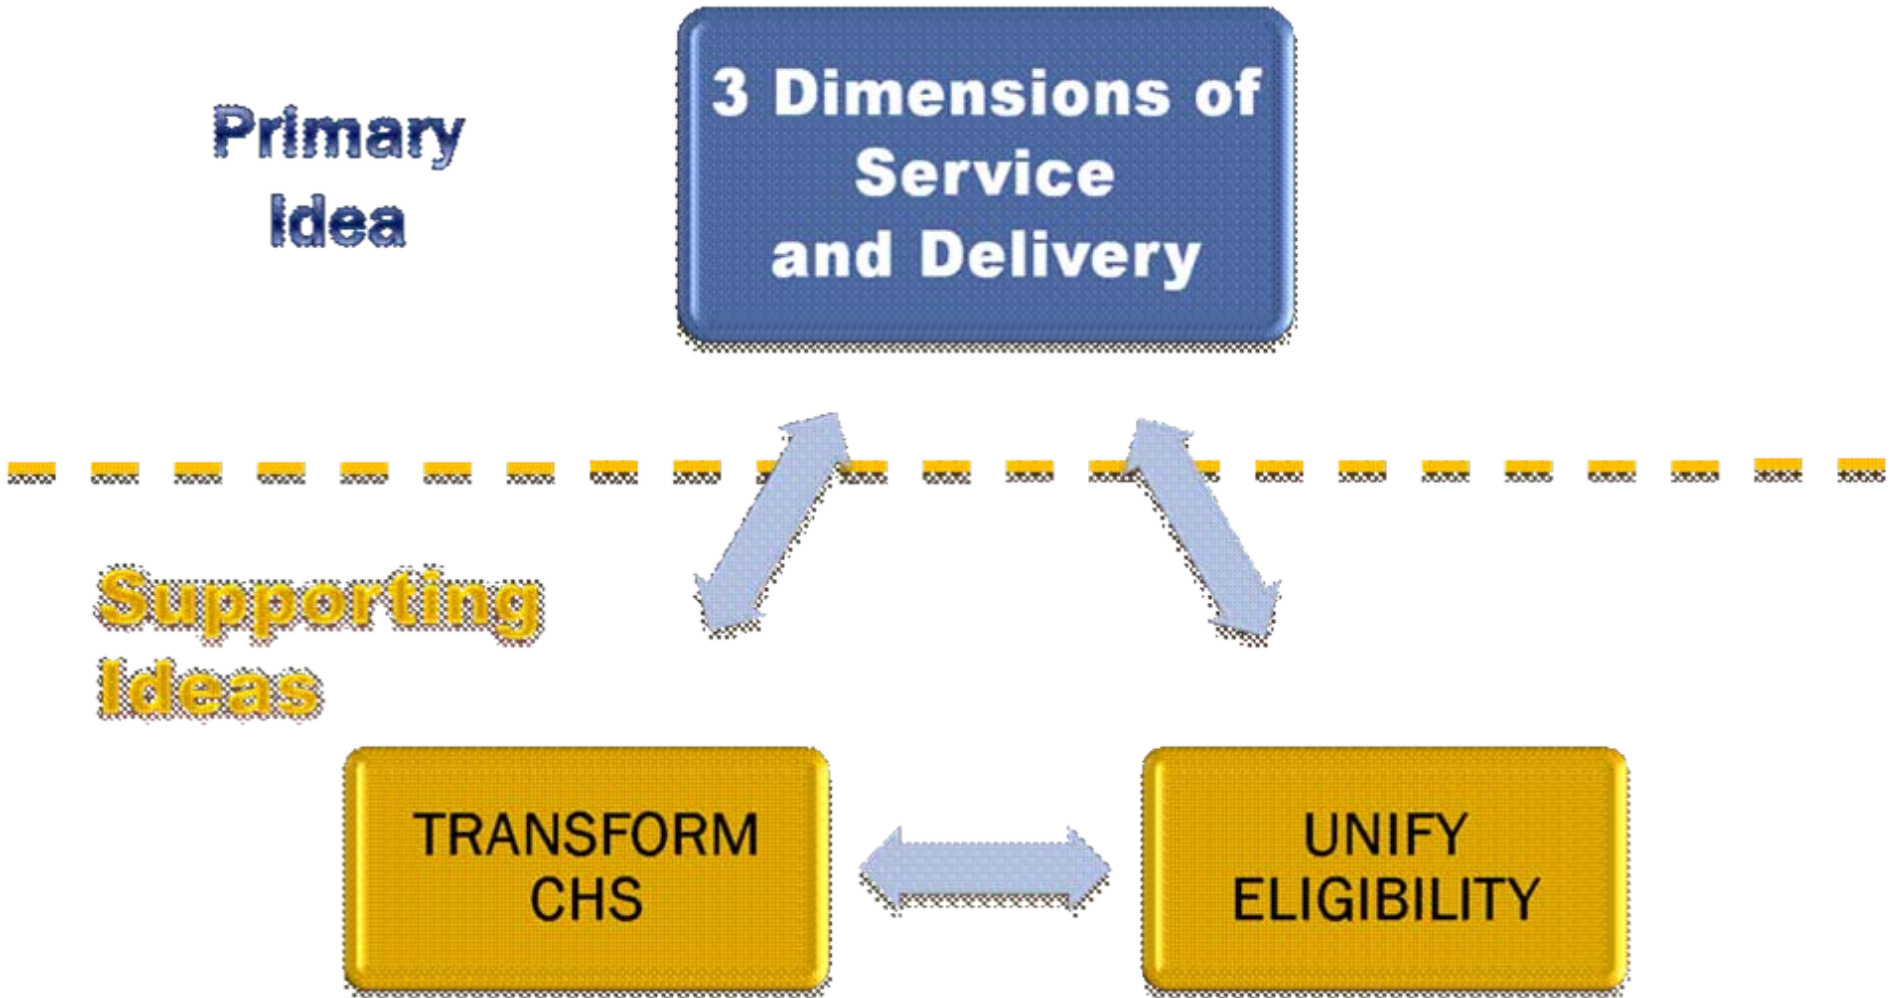 Primary
Idea
3 Dimensions of
Service
and Delivery
Supporting
Ideas
TRANSFORM
CHS
UNIFY
ELIGIBILITY